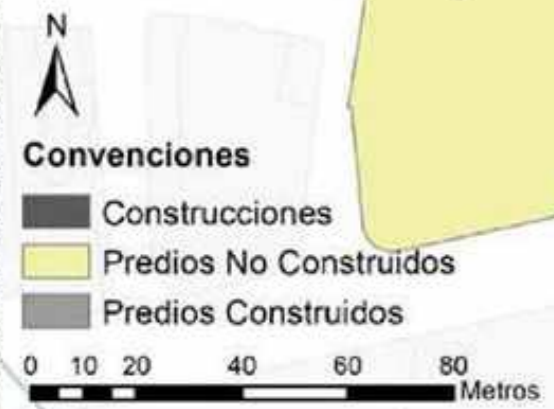 N
Convenciones
Construcciones
Predios No Construidos
Predios Construidos
0 10 20 40 60 80
Metros